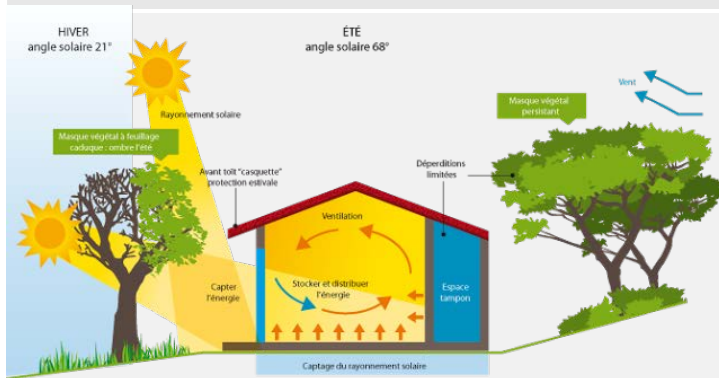 HIVER
angle solaire 21°
ÉTÉ
angle solaire 68°
Vent
Masque végétal
persistant
Rayonnement solaire
Masque végétal à feuillage
caduque : ombre l'été
Avant toit "casquette"
protection estivale
Déperditions
limitées
Ventilation
Capter
l'énergie
Stocker et distribuer
l'énergie
Espace
tampon
Captage du rayonnement solaire